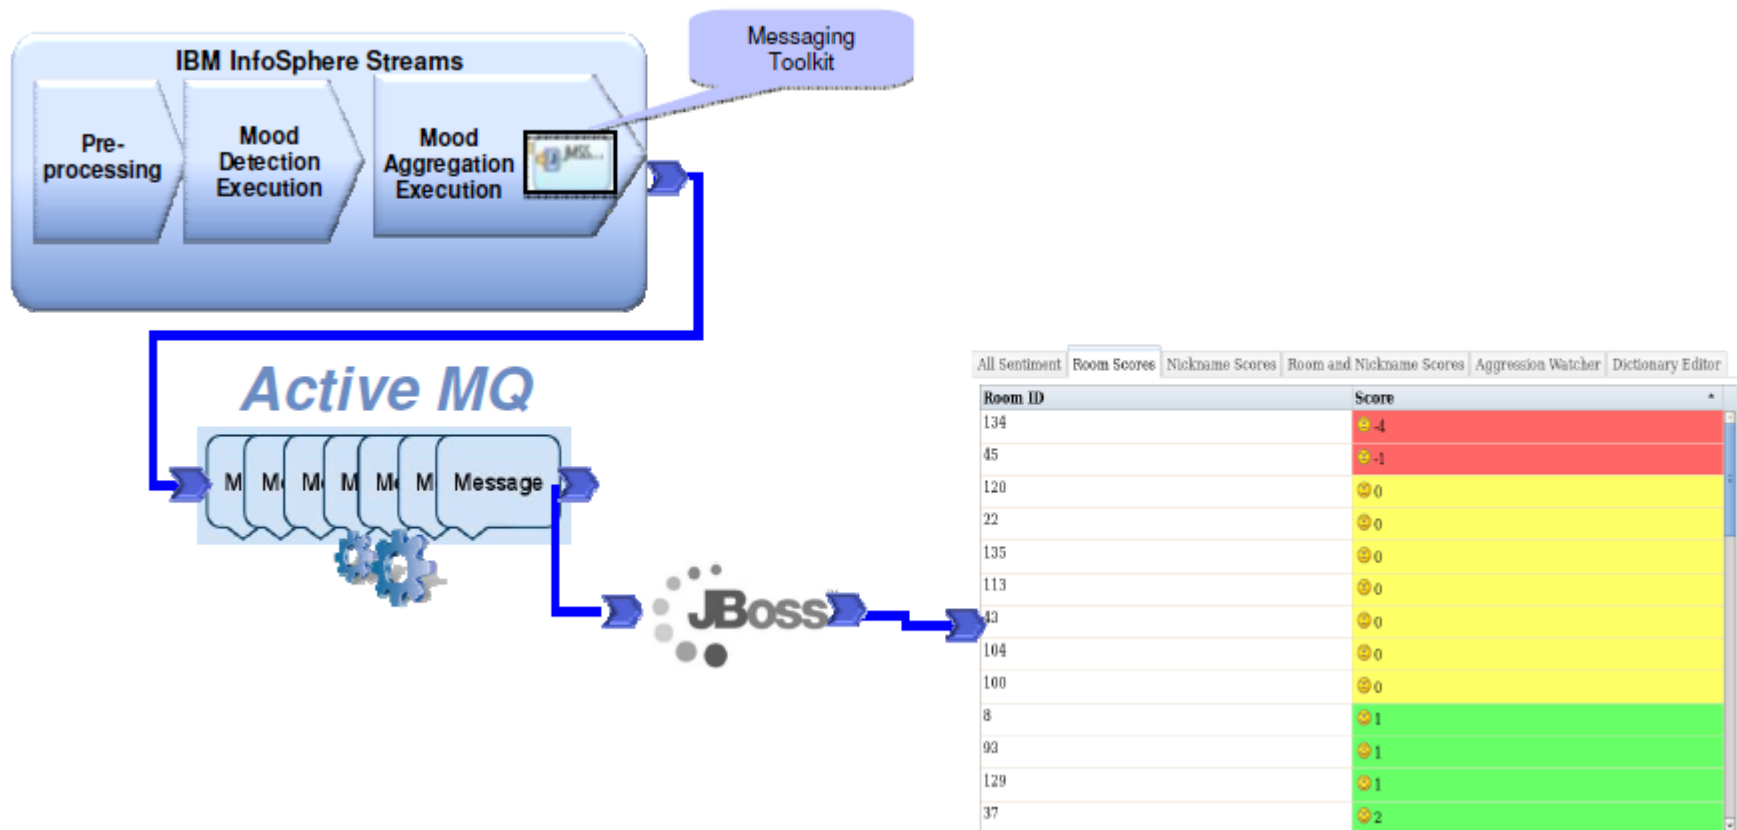 Messaging
Toolkit
IBM InfoSphere Streams
Pre-
processing
Mood
Detection
Execution
Mood
Aggregation
Execution
JMSS...
Active MQ
M M M M M M Message
JBoss
All Sentiment Room Scores Nickname Scores Room and Nickname Scores Aggression Watcher Dictionary Editor
Room ID Score
134 -4
45 -1
120 0
22 0
135 0
113 0
43 0
104 0
100 0
8 1
93 1
129 1
37 2